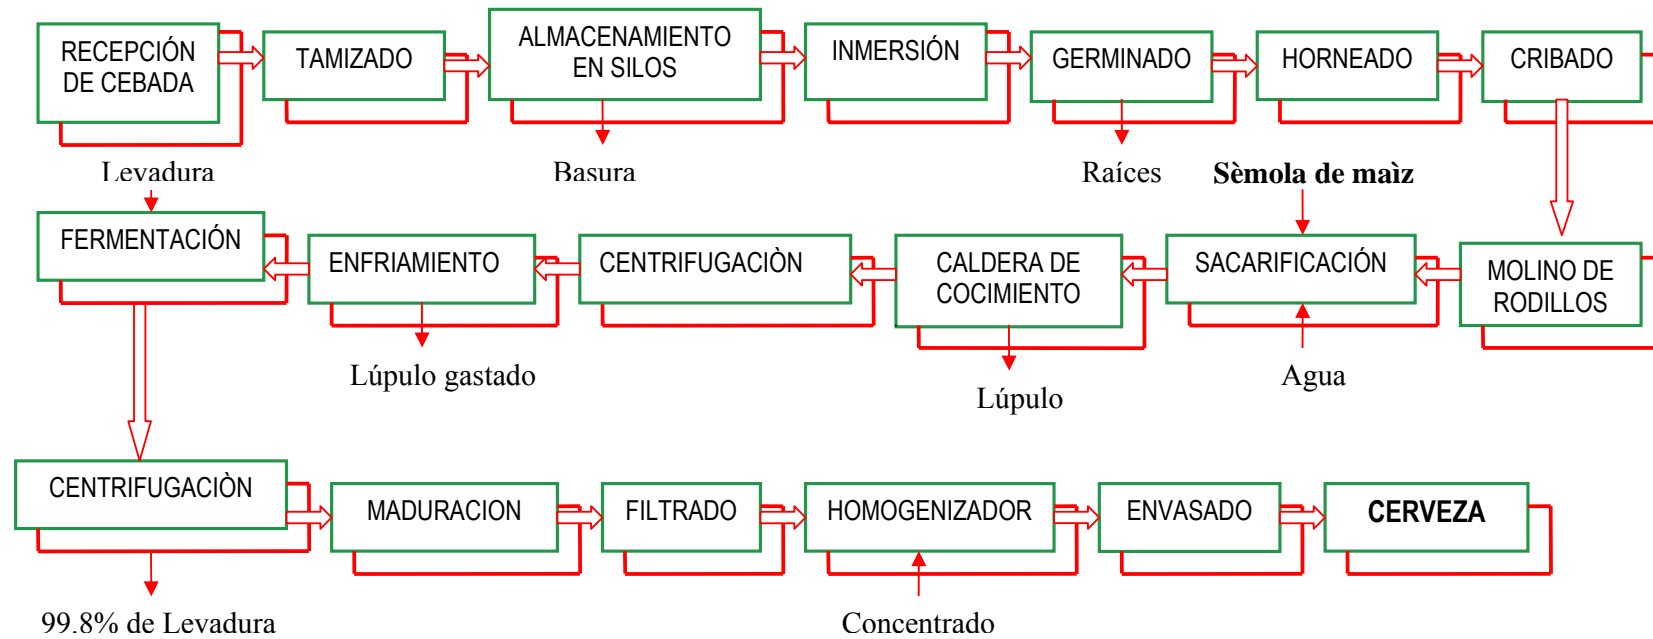 RECEPCIÓN
DE CEBADA
TAMIZADO
ALMACENAMIENTO
EN SILOS
INMERSIÓN
GERMINADO
HORNEADO
CRIBADO
Levadura
Basura
Raíces
Sèmola de maìz
FERMENTACIÓN
ENFRIAMIENTO
CENTRIFUGACIÒN
CALDERA DE
COCIMIENTO
SACARIFICACIÓN
MOLINO DE
RODILLOS
Lúpulo gastado
Lúpulo
Agua
CENTRIFUGACIÒN
MADURACION
FILTRADO
HOMOGENIZADOR
ENVASADO
CERVEZA
99.8% de Levadura
Concentrado